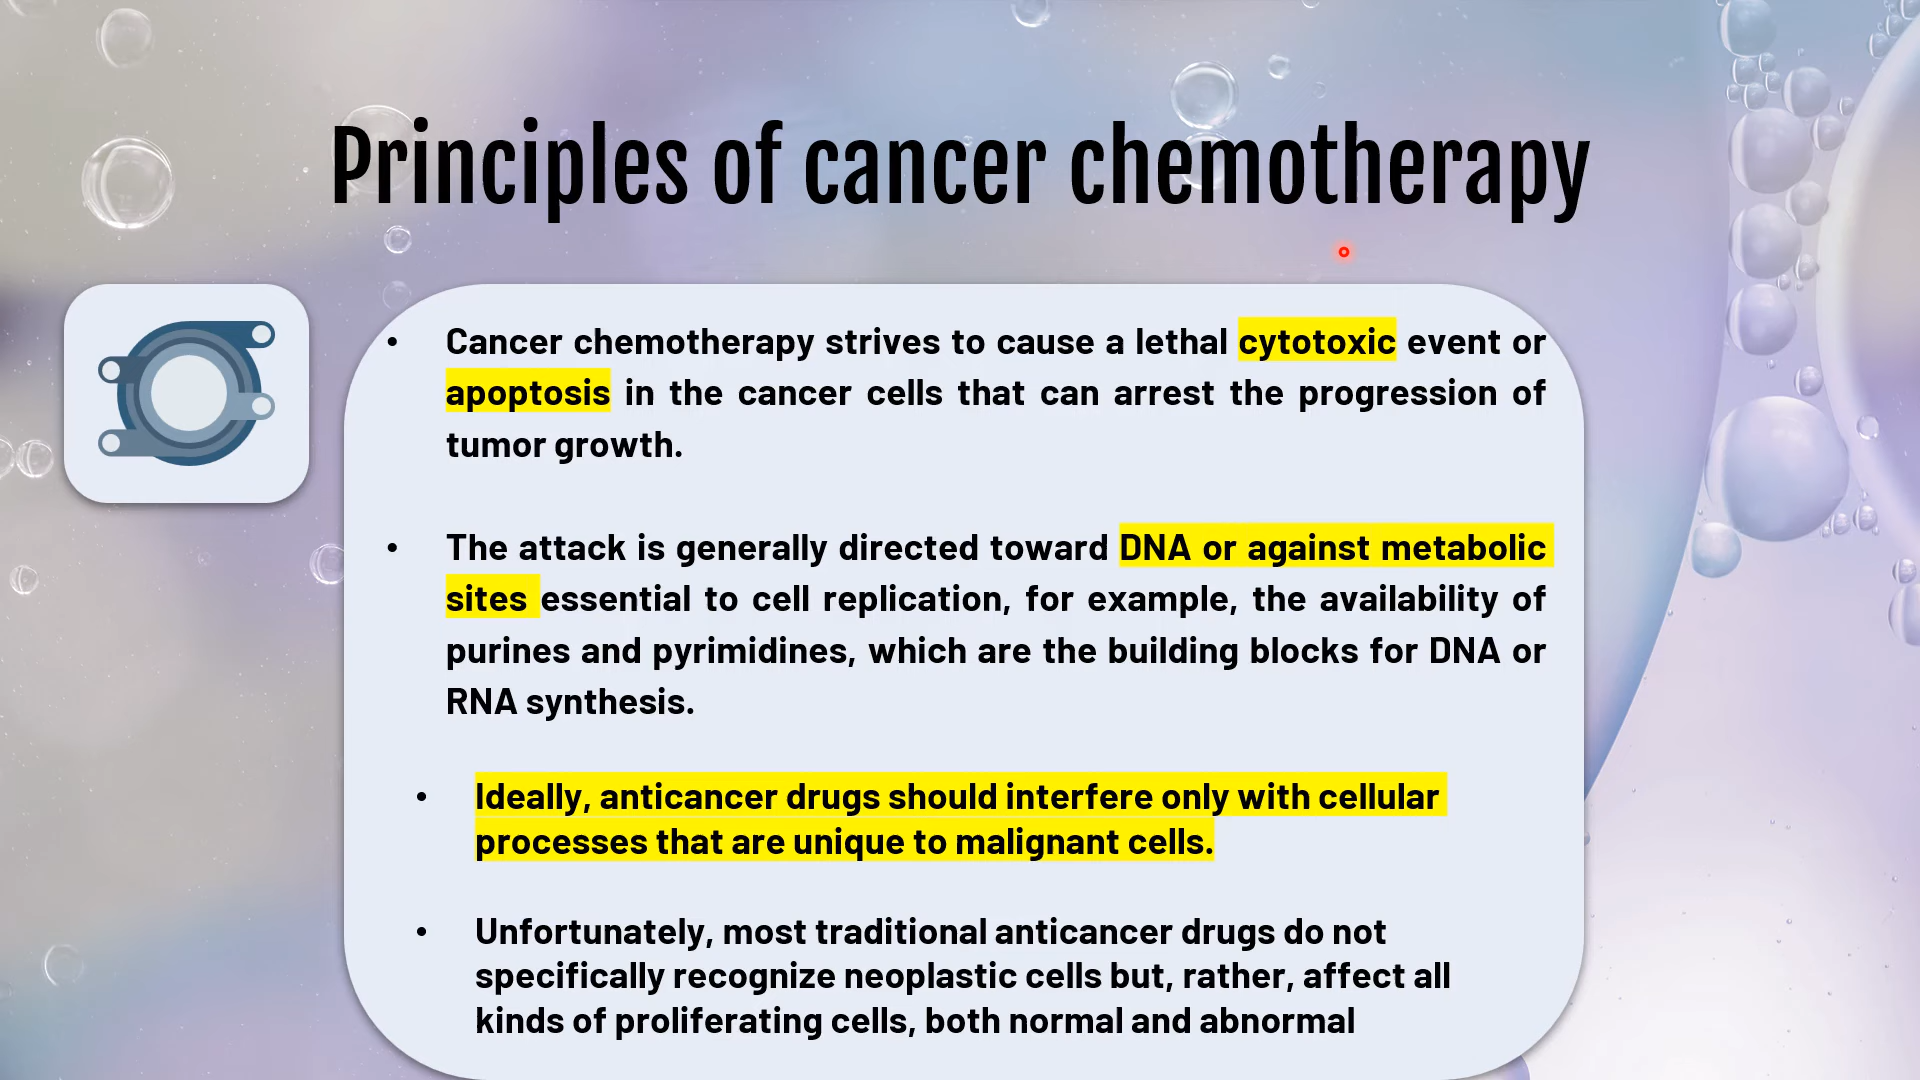 Principles of cancer chemotherapy
• Cancer chemotherapy strives to cause a lethal cytotoxic event or
apoptosis in the cancer cells that can arrest the progression of
tumor growth.
• The attack is generally directed toward DNA or against metabolic
sites essential to cell replication, for example, the availability of
purines and pyrimidines, which are the building blocks for DNA or
RNA synthesis.
• Ideally, anticancer drugs should interfere only with cellular
processes that are unique to malignant cells.
• Unfortunately, most traditional anticancer drugs do not
specifically recognize neoplastic cells but, rather, affect all
kinds of proliferating cells, both normal and abnormal